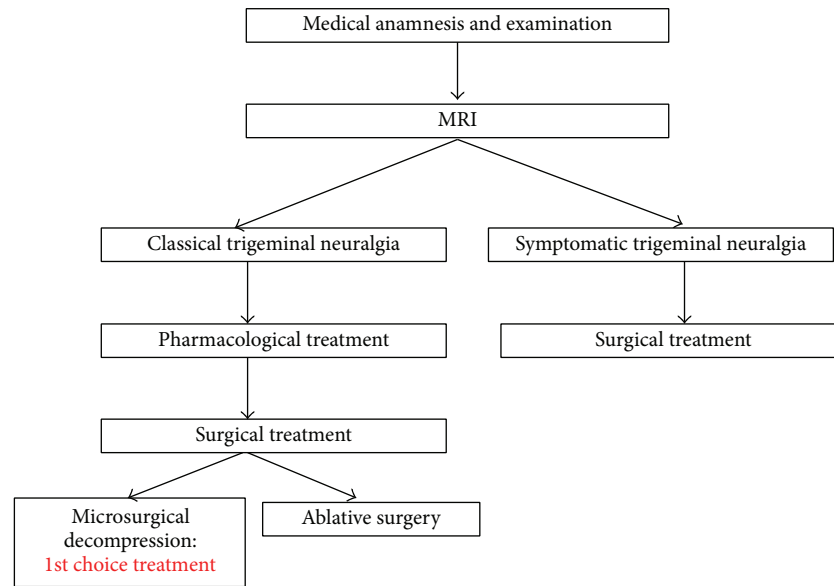 Medical anamnesis and examination
MRI
Classical trigeminal neuralgia
Symptomatic trigeminal neuralgia
Pharmacological treatment
Surgical treatment
Surgical treatment
Microsurgical
decompression:
1st choice treatment
Ablative surgery